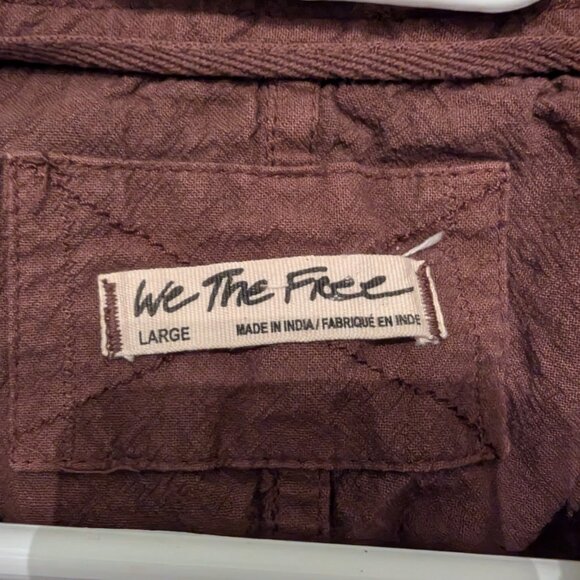 We The Free
LARGE MADE IN INDIA / FABRIQUÉ EN INDE